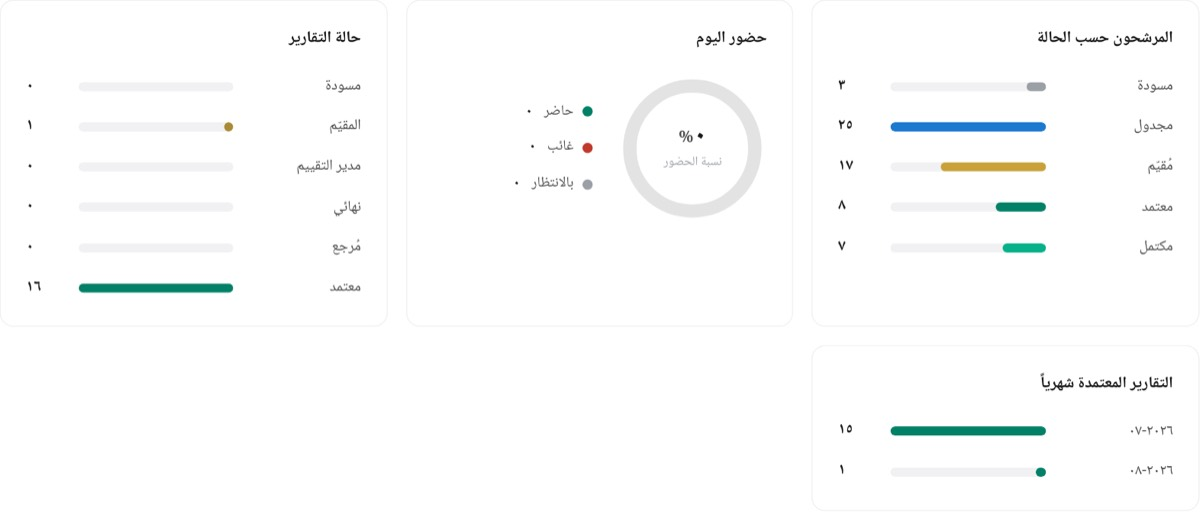 المرشحون حسب الحالة
مسودة ٣
مجدول ٢٥
مُقيّم ١٧
معتمد ٨
مكتمل ٧
حضور اليوم
٠%
نسبة الحضور
حاضر ٠
غائب ٠
بالانتظار ٠
حالة التقارير
مسودة ٠
المقيّم ١
مدير التقييم ٠
نهائي ٠
مُرجع ٠
معتمد ١٦
التقارير المعتمدة شهرياً
٢٠٢٦-٠٧ ١٥
٢٠٢٦-٠٨ ١